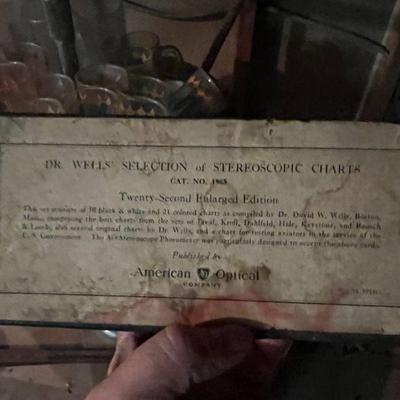 DR. WELLS' SELECTION of STEREOSCOPIC CHARTS
CAT. NO. 1965
Twenty-Second Enlarged Edition
This set consists of 30 black & white and 21 colored charts as compiled by Dr. David W. Wells, Boston,
Mass., comprising the best charts from the sets of Javal, Kroll, Dahlfeld, Hale, Keystone, and Bausch
& Lomb; also several original charts by Dr. Wells, and a chart for testing aviators in the service of the
U. S. Government. The was particularly designed to accept the above cards.
Published by
American AO Optical
COMPANY